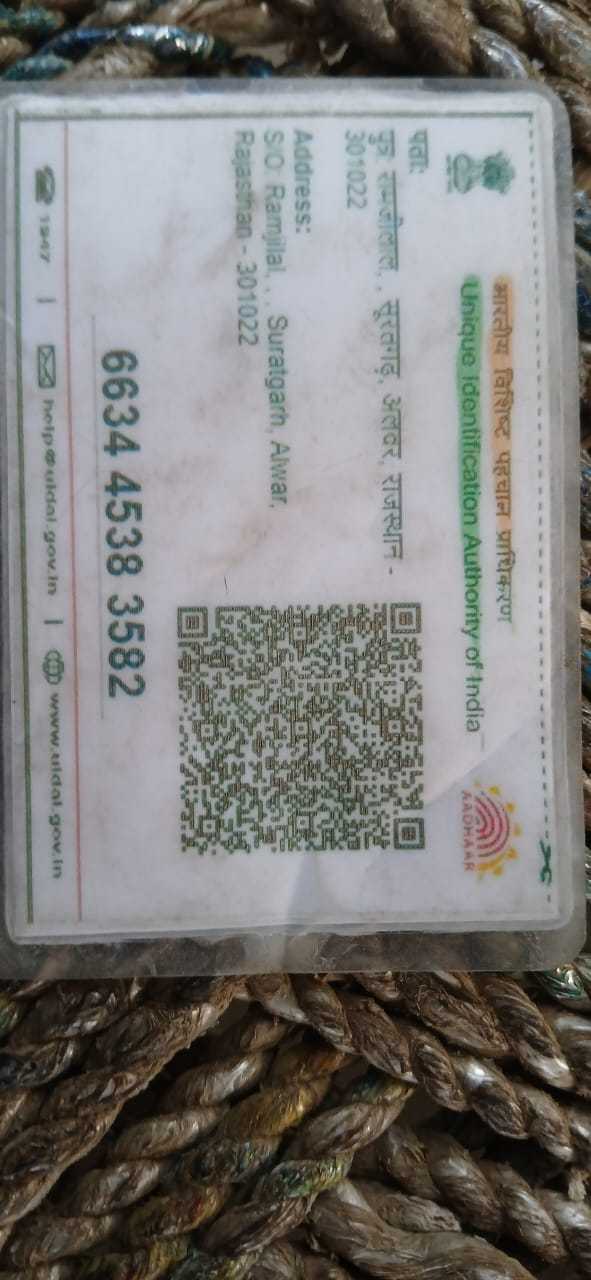 भारतीय विशिष्ट पहचान प्राधिकरण
Unique Identification Authority of India
AADHAAR
पता:
पुत्र: रामजीलाल, , सूरतगढ़, अलवर, राजस्थान -
301022
Address:
S/O: Ramjilal, , , Suratgarh, Alwar,
Rajasthan - 301022
6634 4538 3582
1947 | help@uidai.gov.in | www.uidai.gov.in